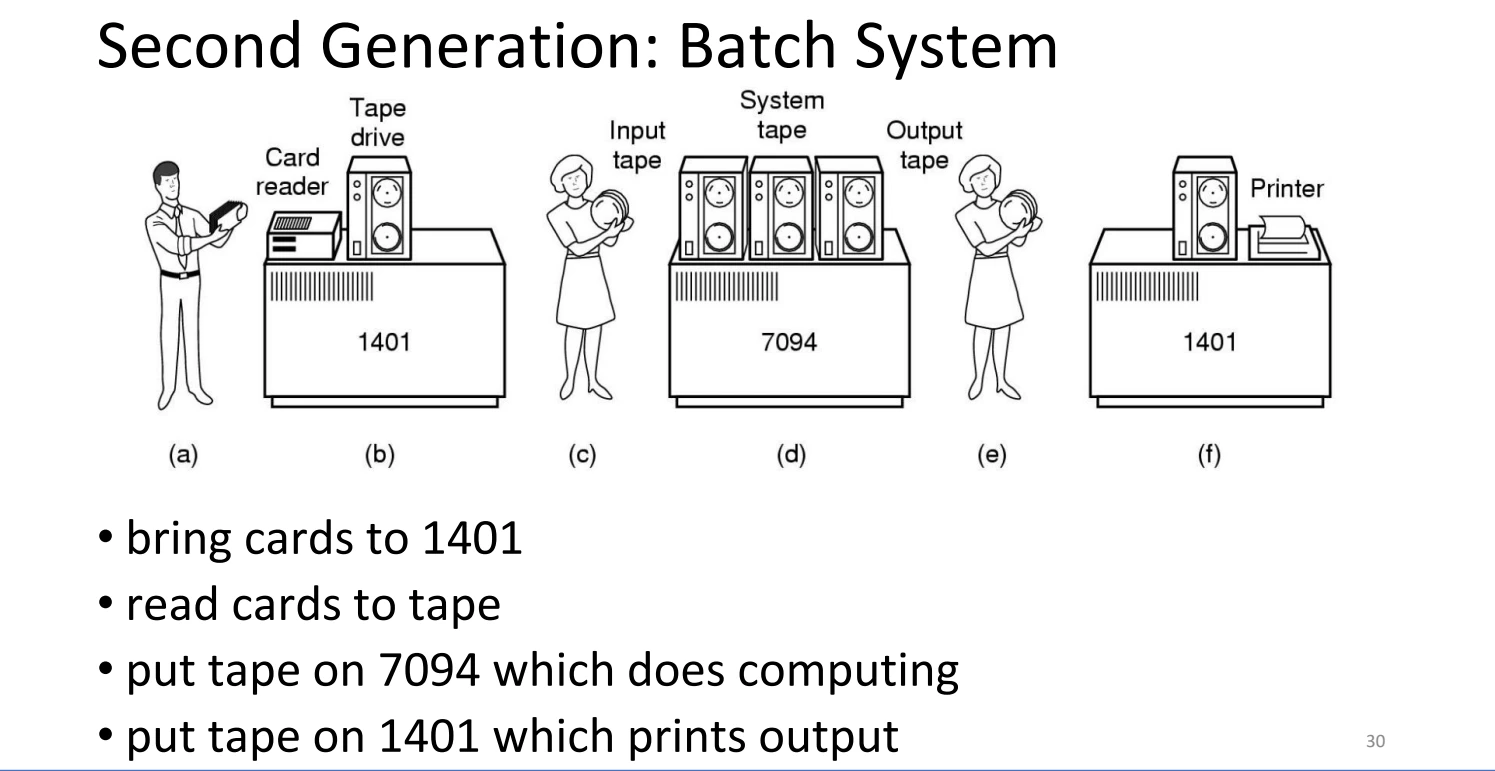 Second Generation: Batch System
Tape
drive
Card
reader
1401
Input
tape
System
tape
7094
Output
tape
Printer
1401
(a)
(b)
(c)
(d)
(e)
(f)
• bring cards to 1401
• read cards to tape
• put tape on 7094 which does computing
• put tape on 1401 which prints output
30